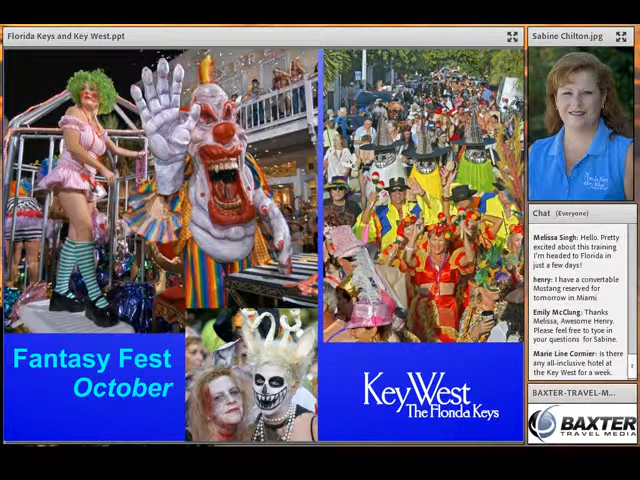 Florida Keys and Key West.ppt
Fantasy Fest
October
Key West
The Florida Keys
Sabine Chilton.jpg
Chat (Everyone)
Melissa Singh: Hello. Pretty
excited about this training
I'm headed to Florida in
just a few days!
henry: I have a convertable
Mustang reserved for
tomorrow in Miami
Emily McClung: Thanks
Melissa, Awesome Henry.
Please feel free to tyce in
your questions for Sabine.
Marie Line Cormier: Is there
any all-inclusive hotel at
the Key West for a week.
BAXTER-TRAVEL-M...
BAXTER
TRAVEL MEDIA